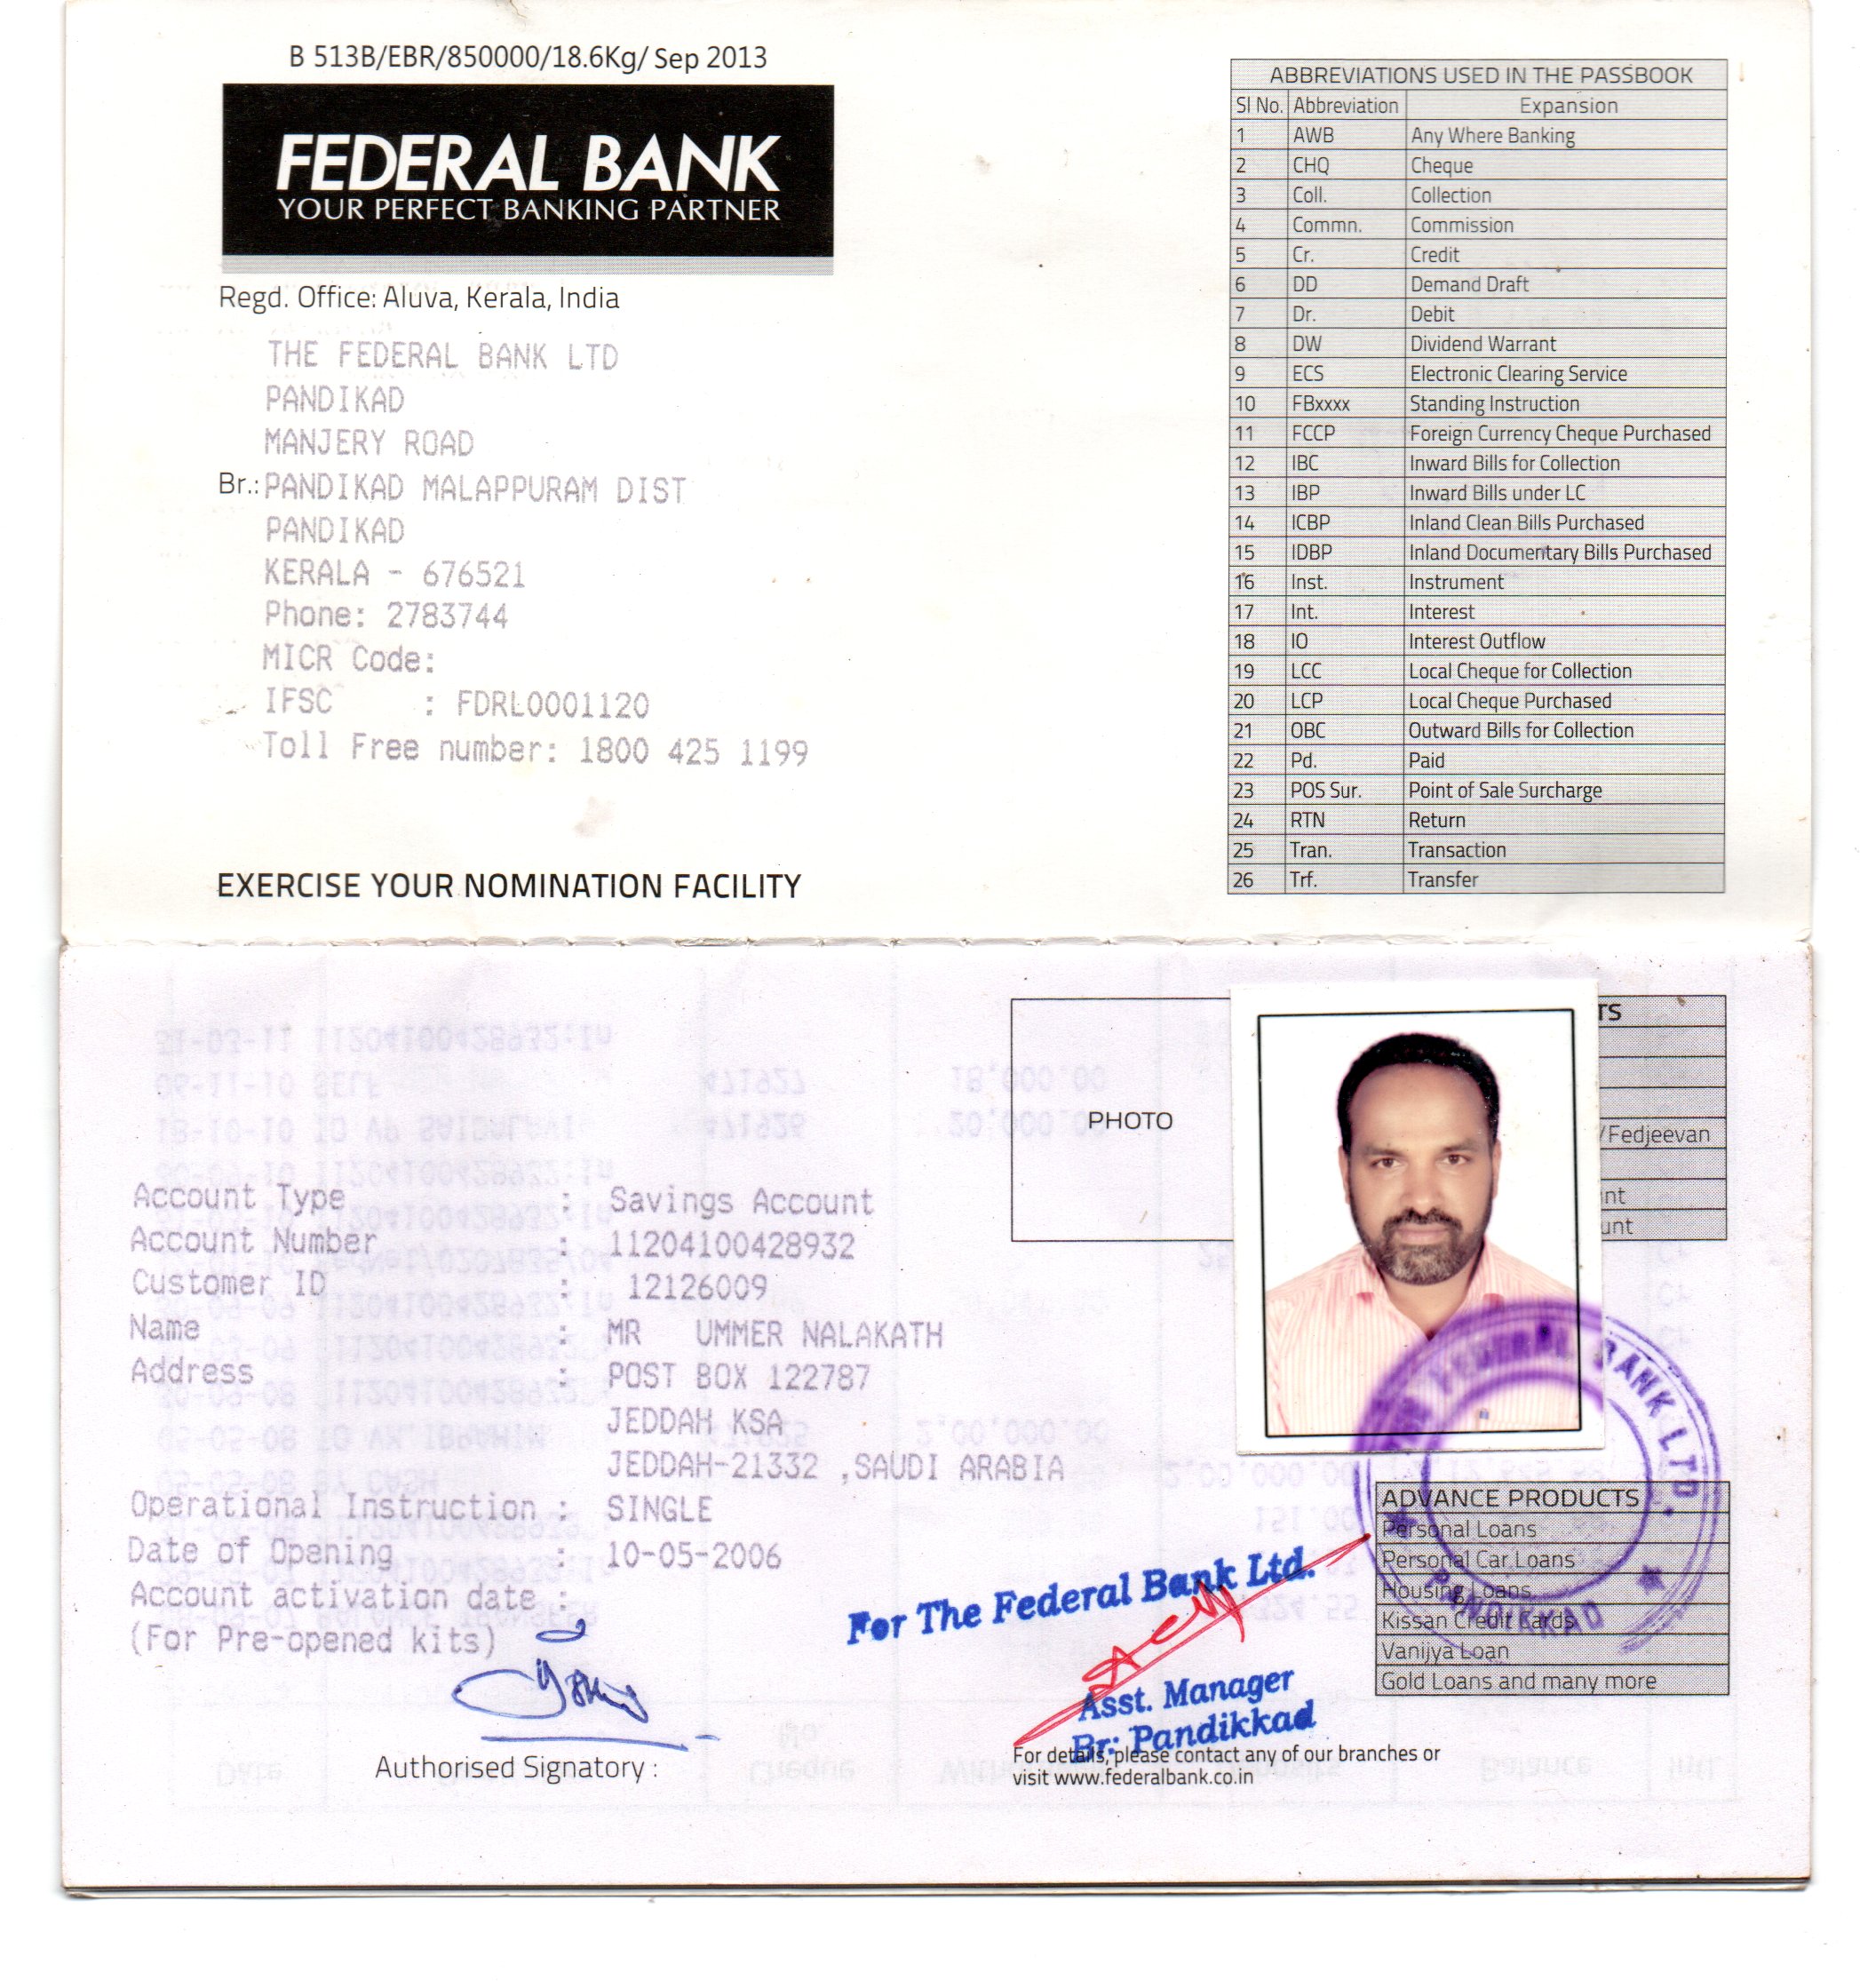 B 513B/EBR/850000/18.6Kg/ Sep 2013
FEDERAL BANK
YOUR PERFECT BANKING PARTNER
Regd. Office: Aluva, Kerala, India
THE FEDERAL BANK LTD
PANDIKAD
MANJERY ROAD
Br.: PANDIKAD MALAPPURAM DIST
PANDIKAD
KERALA - 676521
Phone: 2783744
MICR Code:
IFSC : FDRL0001120
Toll Free number: 1800 425 1199
EXERCISE YOUR NOMINATION FACILITY
ABBREVIATIONS USED IN THE PASSBOOK
Sl No. Abbreviation Expansion
1 AWB Any Where Banking
2 CHQ Cheque
3 Coll. Collection
4 Commn. Commission
5 Cr. Credit
6 DD Demand Draft
7 Dr. Debit
8 DW Dividend Warrant
9 ECS Electronic Clearing Service
10 FBxxxx Standing Instruction
11 FCCP Foreign Currency Cheque Purchased
12 IBC Inward Bills for Collection
13 IBP Inward Bills under LC
14 ICBP Inland Clean Bills Purchased
15 IDBP Inland Documentary Bills Purchased
16 Inst. Instrument
17 Int. Interest
18 IO Interest Outflow
19 LCC Local Cheque for Collection
20 LCP Local Cheque Purchased
21 OBC Outward Bills for Collection
22 Pd. Paid
23 POS Sur. Point of Sale Surcharge
24 RTN Return
25 Tran. Transaction
26 Trf. Transfer
PHOTO
TS
/Fedjeevan
nt
unt
Account Type : Savings Account
Account Number : 11204100428932
Customer ID : 12126009
Name : MR UMMER NALAKATH
Address : POST BOX 122787
JEDDAH KSA
JEDDAH-21332 ,SAUDI ARABIA
Operational Instruction : SINGLE
Date of Opening : 10-05-2006
Account activation date :
(For Pre-opened kits)
Authorised Signatory :
For The Federal Bank Ltd.
Asst. Manager
Br: Pandikkad
THE FEDERAL BANK LTD.
PANDIKKAD
ADVANCE PRODUCTS
Personal Loans
Personal Car Loans
Housing Loans
Kissan Credit Cards
Vanijya Loan
Gold Loans and many more
For details, please contact any of our branches or
visit www.federalbank.co.in